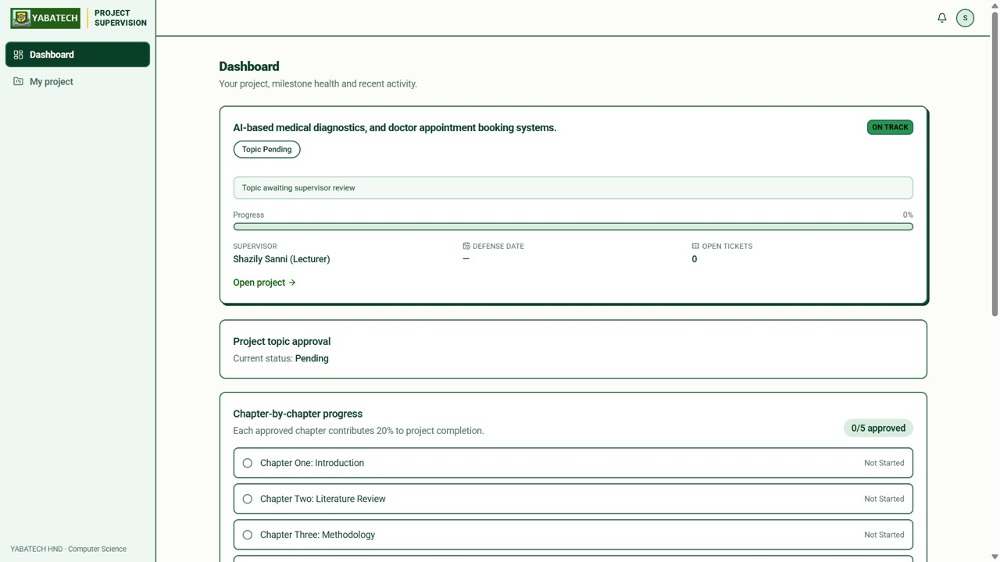 YABATECH
PROJECT
SUPERVISION
S
Dashboard
My project
Dashboard
Your project, milestone health and recent activity.
AI-based medical diagnostics, and doctor appointment booking systems.
ON TRACK
Topic Pending
Topic awaiting supervisor review
Progress
0%
SUPERVISOR
DEFENSE DATE
OPEN TICKETS
Shazily Sanni (Lecturer)
—
0
Open project →
Project topic approval
Current status: Pending
Chapter-by-chapter progress
Each approved chapter contributes 20% to project completion.
0/5 approved
Chapter One: Introduction
Not Started
Chapter Two: Literature Review
Not Started
Chapter Three: Methodology
Not Started
YABATECH HND · Computer Science